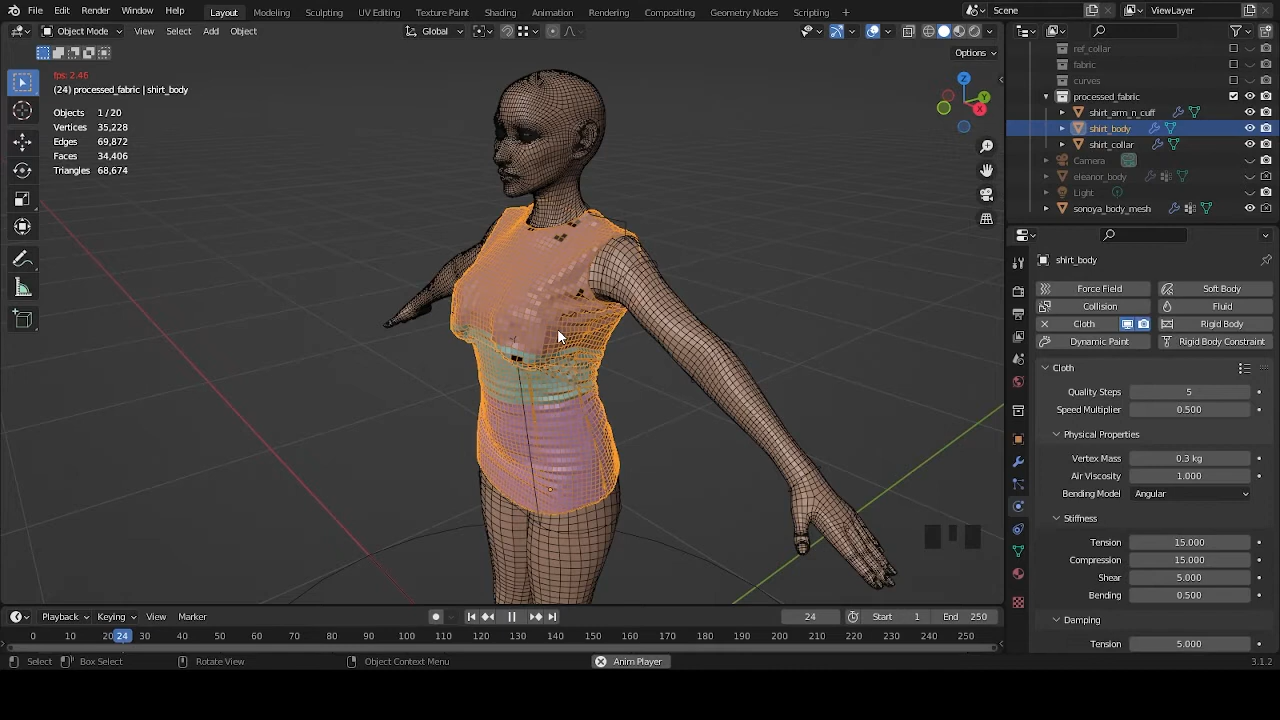 File Edit Render Window Help Layout Modeling Sculpting UV Editing Texture Paint Shading Animation Rendering Compositing Geometry Nodes Scripting + Scene ViewLayer
Object Mode View Select Add Object Global
Options
fps: 2.46
(24) processed_fabric | shirt_body
Objects 1 / 20
Vertices 35,228
Edges 69,872
Faces 34,406
Triangles 68,674
Z
Y
X
ref_collar
fabric
curves
processed_fabric
shirt_arm_n_cuff
shirt_body
shirt_collar
Camera
eleanor_body
Light
sonoya_body_mesh
shirt_body
Force Field Soft Body
Collision Fluid
Cloth Rigid Body
Dynamic Paint Rigid Body Constraint
Cloth
Quality Steps 5
Speed Multiplier 0.500
Physical Properties
Vertex Mass 0.3 kg
Air Viscosity 1.000
Bending Model Angular
Stiffness
Tension 15.000
Compression 15.000
Shear 5.000
Bending 0.500
Damping
Tension 5.000
Playback Keying View Marker 24 Start 1 End 250
0 10 20 24 30 40 50 60 70 80 90 100 110 120 130 140 150 160 170 180 190 200 210 220 230 240 250
Select Box Select Rotate View Object Context Menu Anim Player 3.1.2